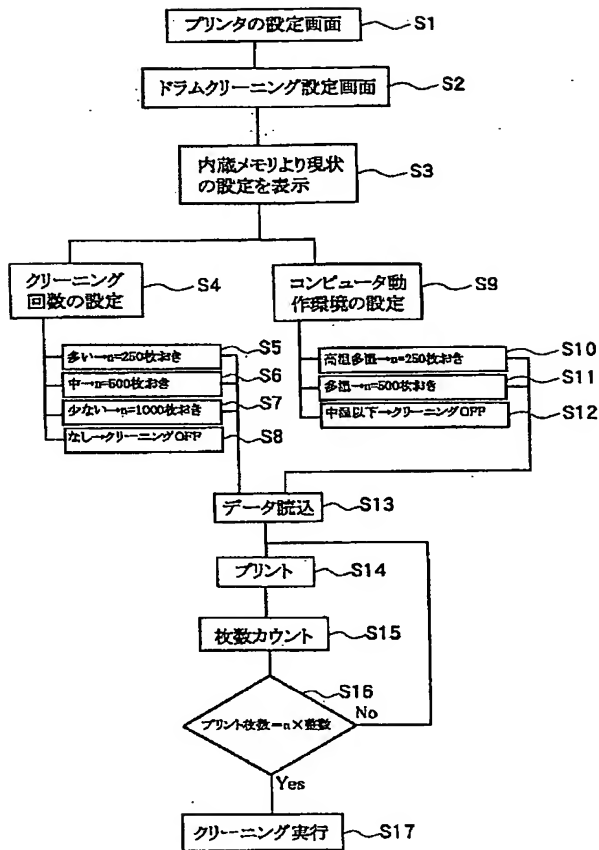 プリンタの設定画面
S1
ドラムクリーニング設定画面
S2
内蔵メモリより現状
の設定を表示
S3
クリーニング
回数の設定
S4
多い→n=250枚おき
S5
中→n=500枚おき
S6
少ない→n=1000枚おき
S7
なし→クリーニングOFF
S8
コンピュータ動
作環境の設定
S9
高温多湿→n=250枚おき
S10
多湿→n=500枚おき
S11
中湿以下→クリーニングOFF
S12
データ読込
S13
プリント
S14
枚数カウント
S15
プリント枚数=n×整数
S16
No
Yes
クリーニング実行
S17